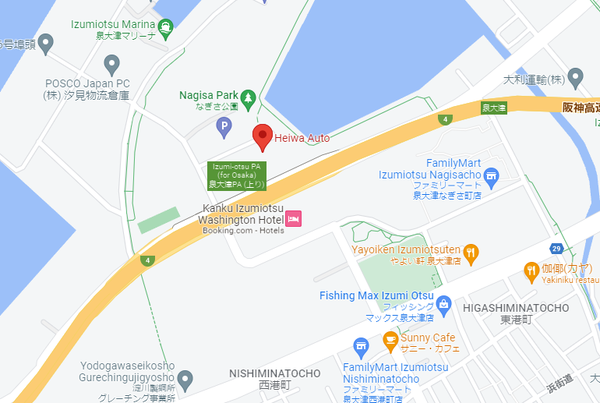 Izumiotsu Marina
泉大津マリーナ
6号埠頭
POSCO Japan PC
(株) 汐見物流倉庫
Nagisa Park
なぎさ公園
P
Heiwa Auto
大利運輸(株)
泉大津
阪神高速
4
Izumi-otsu PA
(for Osaka)
泉大津PA (上り)
FamilyMart
Izumiotsu Nagisacho
ファミリーマート
泉大津なぎさ町店
Kanku Izumiotsu
Washington Hotel
Booking.com - Hotels
Yayoiken Izumiotsuten
やよい軒 泉大津店
29
4
伽倻(カヤ)
Yakiniku restau
Fishing Max Izumi Otsu
フィッシング
マックス泉大津店
HIGASHIMINATOCHO
東港町
Sunny Cafe
サニー・カフェ
Yodogawaseikosho
Gurechingujigyosho
淀川製鋼所
グレーチング事業所
NISHIMINATOCHO
西港町
FamilyMart Izumiotsu
Nishiminatocho
ファミリーマート
泉大津西港町店
浜街道